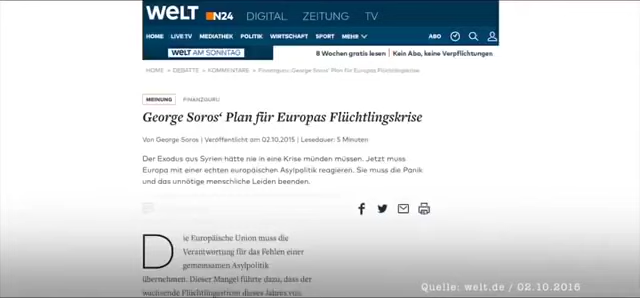 WELT N24 DIGITAL ZEITUNG TV
HOME LIVE TV MEDIATHEK POLITIK WIRTSCHAFT SPORT MEHR ABO
WELT AM SONNTAG 8 Wochen gratis lesen | Kein Abo, keine Verpflichtungen
HOME DEBATTE KOMMENTARE Finanzguru: George Soros' Plan für Europas Flüchtlingskrise
MEINUNG FINANZGURU
George Soros' Plan für Europas Flüchtlingskrise
Von George Soros | Veröffentlicht am 02.10.2015 | Lesedauer: 5 Minuten
Der Exodus aus Syrien hätte nie in eine Krise münden müssen. Jetzt muss
Europa mit einer echten europäischen Asylpolitik reagieren. Sie muss die Panik
und das unnötige menschliche Leiden beenden.
Die Europäische Union muss die
Verantwortung für das Fehlen einer
gemeinsamen Asylpolitik
übernehmen. Dieser Mangel führte dazu, dass der
wachsende Flüchtlingsstrom dieses Jahres von
Quelle: welt.de / 02.10.2015